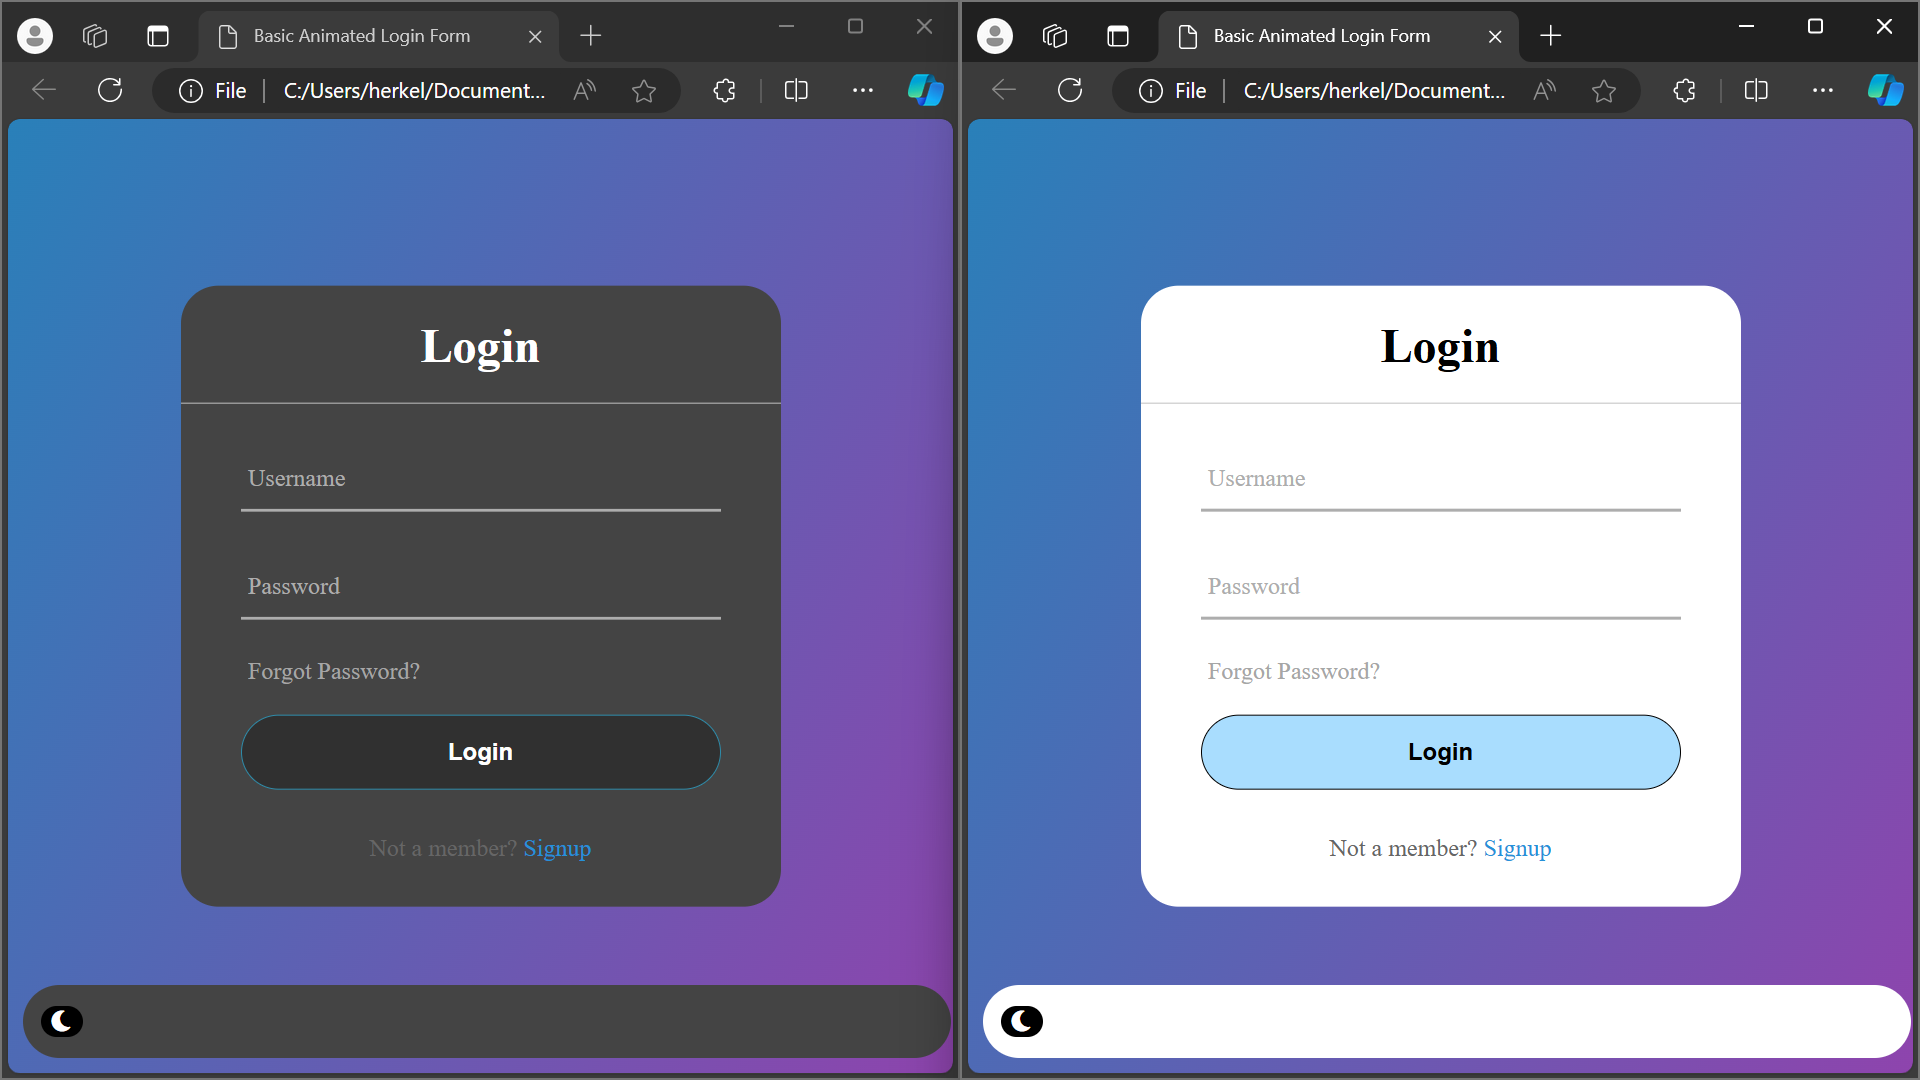 Basic Animated Login Form
File
C:/Users/herkel/Document...
Login
Username
Password
Forgot Password?
Login
Not a member? Signup
Basic Animated Login Form
File
C:/Users/herkel/Document...
Login
Username
Password
Forgot Password?
Login
Not a member? Signup